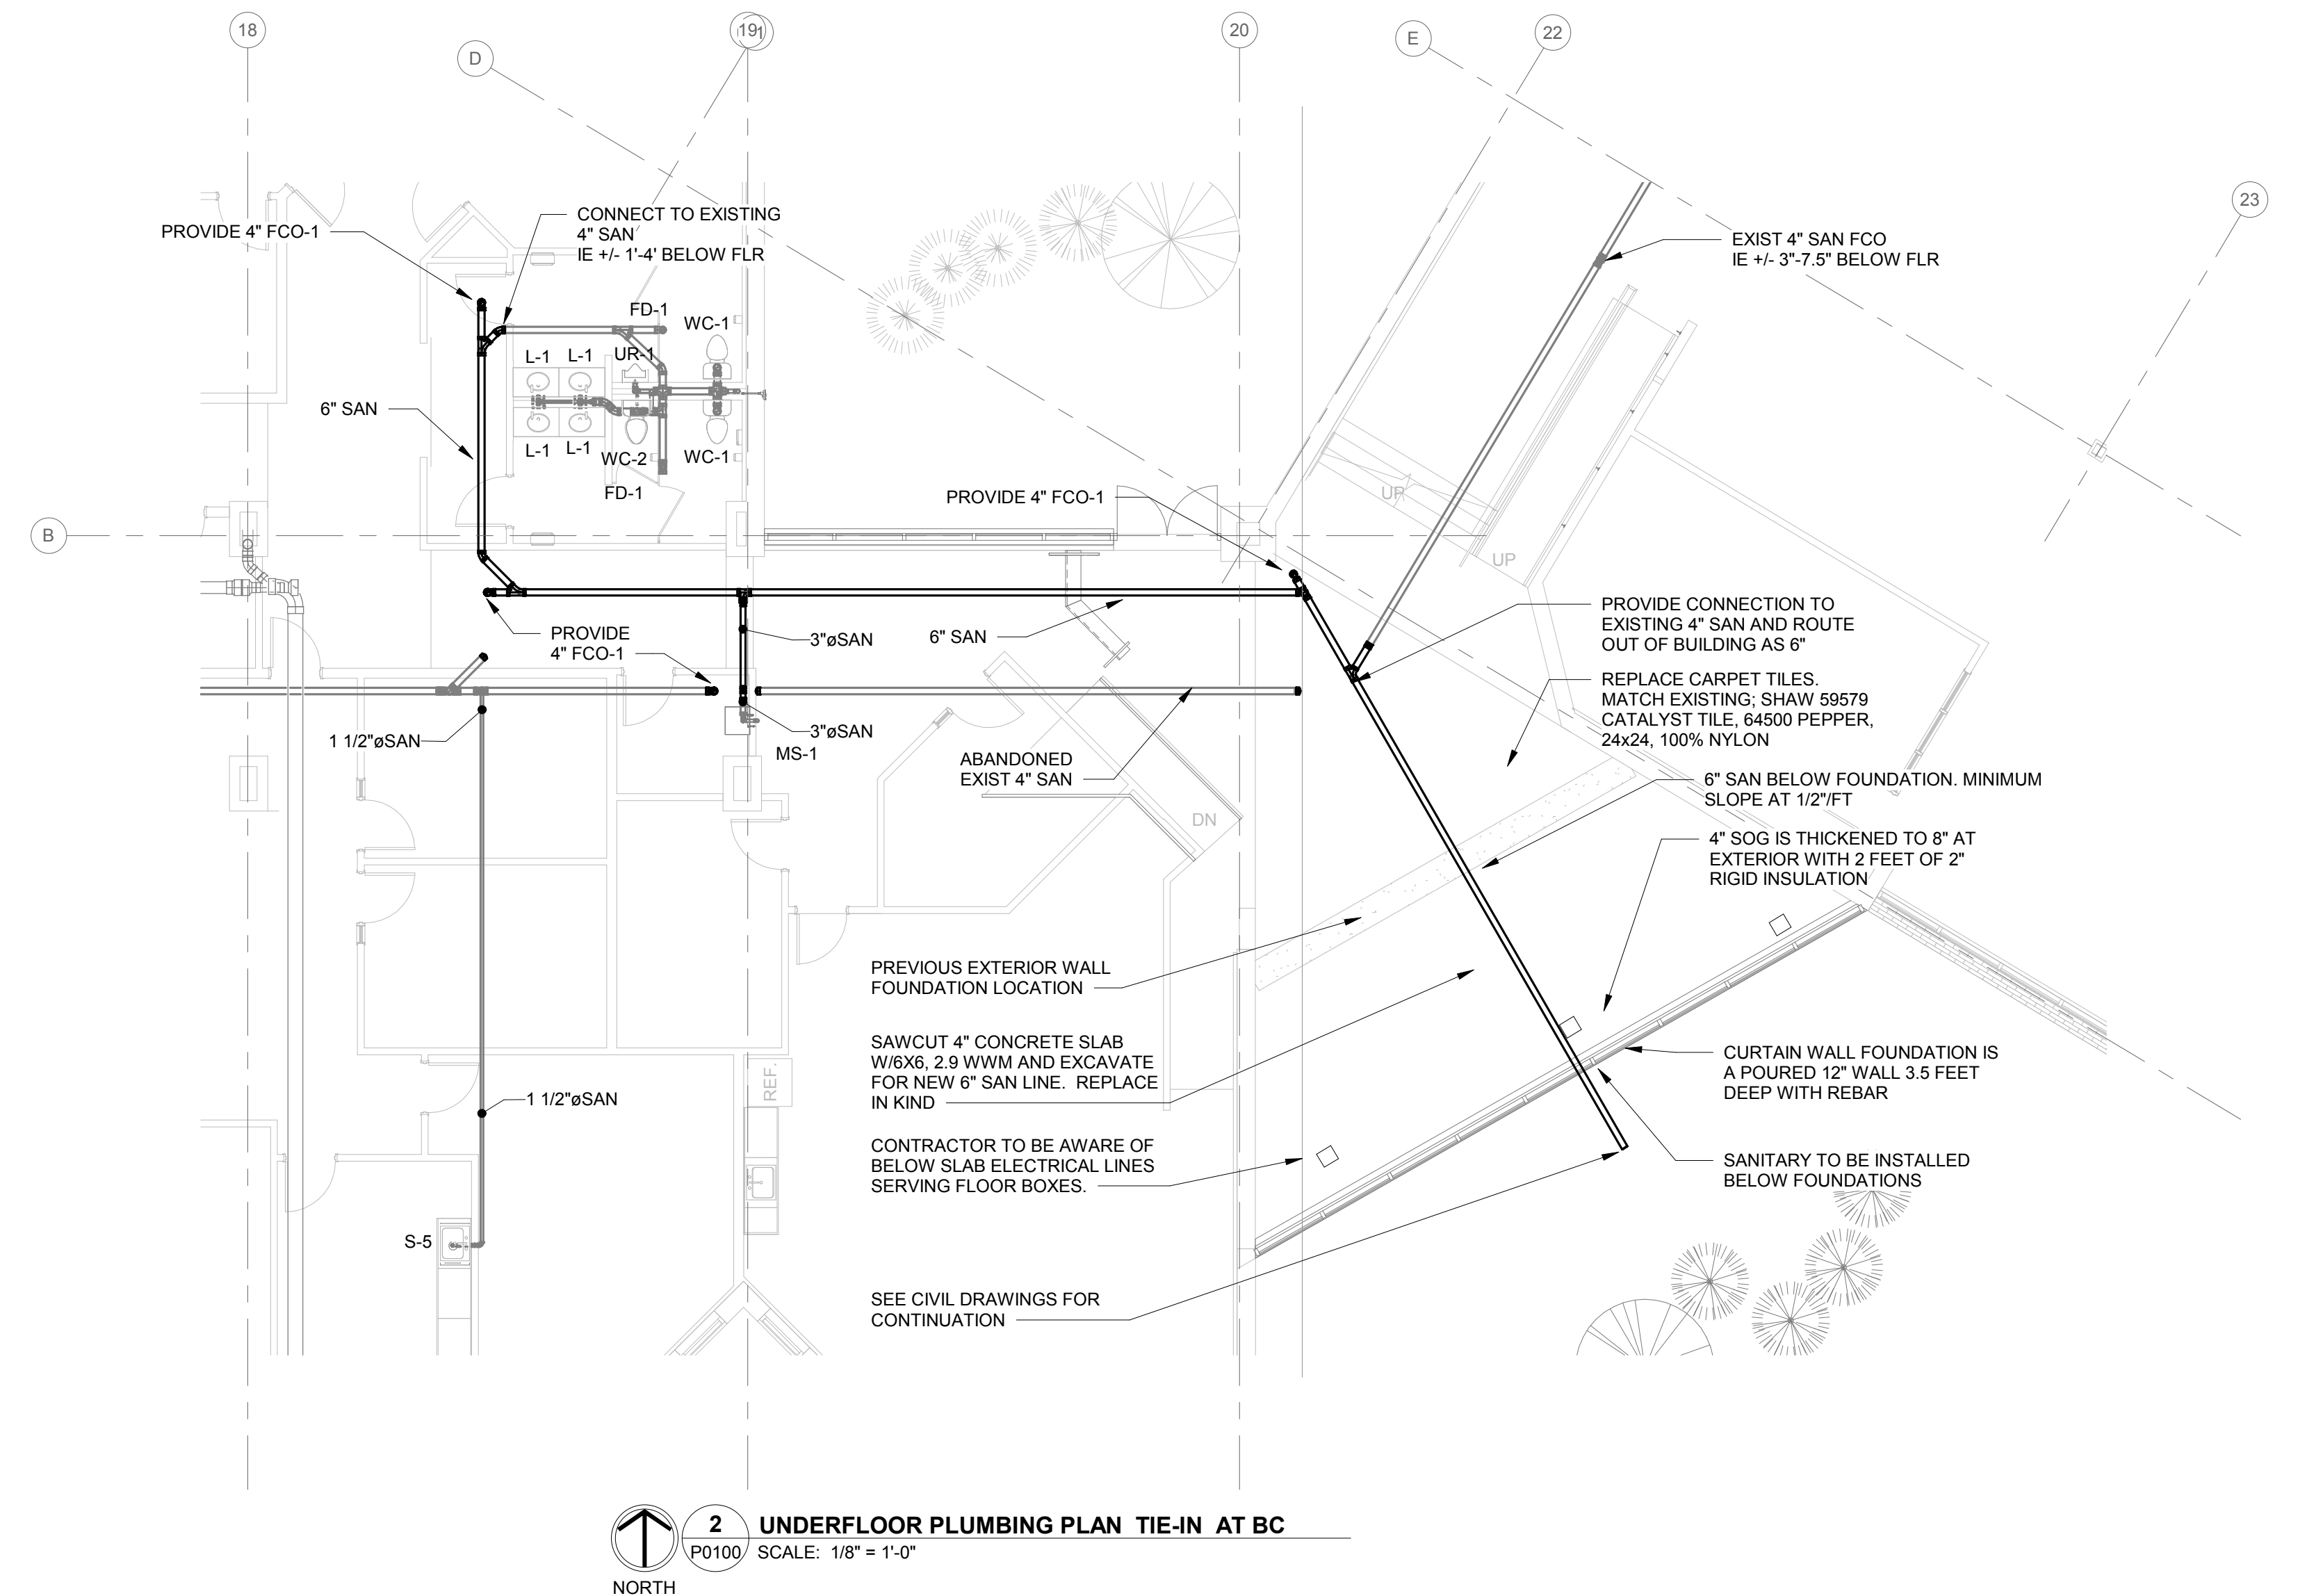 18
19
20
22
D
E
23
B
PROVIDE 4" FCO-1
CONNECT TO EXISTING
4" SAN
IE +/- 1'-4' BELOW FLR
EXIST 4" SAN FCO
IE +/- 3"-7.5" BELOW FLR
FD-1
WC-1
L-1
L-1
UR-1
6" SAN
L-1
L-1
WC-2
WC-1
FD-1
PROVIDE 4" FCO-1
UP
UP
PROVIDE
4" FCO-1
3"øSAN
6" SAN
PROVIDE CONNECTION TO
EXISTING 4" SAN AND ROUTE
OUT OF BUILDING AS 6"
REPLACE CARPET TILES.
MATCH EXISTING; SHAW 59579
CATALYST TILE, 64500 PEPPER,
24x24, 100% NYLON
1 1/2"øSAN
3"øSAN
MS-1
ABANDONED
EXIST 4" SAN
6" SAN BELOW FOUNDATION. MINIMUM
SLOPE AT 1/2"/FT
DN
4" SOG IS THICKENED TO 8" AT
EXTERIOR WITH 2 FEET OF 2"
RIGID INSULATION
PREVIOUS EXTERIOR WALL
FOUNDATION LOCATION
SAWCUT 4" CONCRETE SLAB
W/6X6, 2.9 WWM AND EXCAVATE
FOR NEW 6" SAN LINE. REPLACE
IN KIND
CURTAIN WALL FOUNDATION IS
A POURED 12" WALL 3.5 FEET
DEEP WITH REBAR
REF.
1 1/2"øSAN
CONTRACTOR TO BE AWARE OF
BELOW SLAB ELECTRICAL LINES
SERVING FLOOR BOXES.
SANITARY TO BE INSTALLED
BELOW FOUNDATIONS
S-5
SEE CIVIL DRAWINGS FOR
CONTINUATION
2
P0100
UNDERFLOOR PLUMBING PLAN TIE-IN AT BC
SCALE: 1/8" = 1'-0"
NORTH